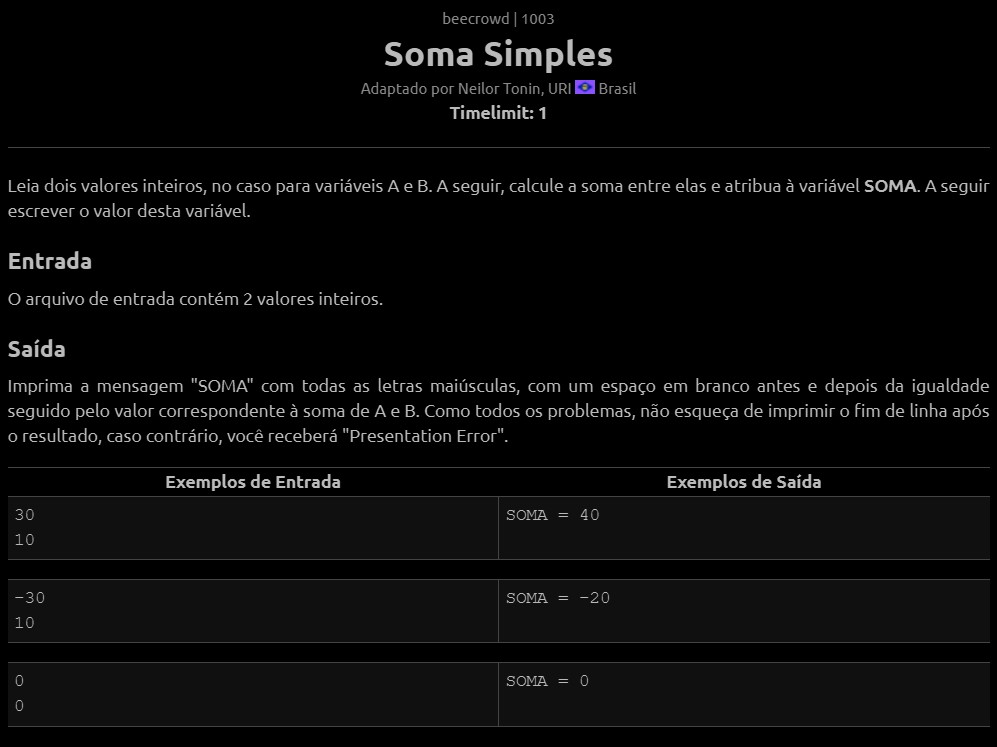 beecrowd | 1003
Soma Simples
Adaptado por Neilor Tonin, URI Brasil
Timelimit: 1
Leia dois valores inteiros, no caso para variáveis A e B. A seguir, calcule a soma entre elas e atribua à variável SOMA. A seguir
escrever o valor desta variável.
Entrada
O arquivo de entrada contém 2 valores inteiros.
Saída
Imprima a mensagem "SOMA" com todas as letras maiúsculas, com um espaço em branco antes e depois da igualdade
seguido pelo valor correspondente à soma de A e B. Como todos os problemas, não esqueça de imprimir o fim de linha após
o resultado, caso contrário, você receberá "Presentation Error".
Exemplos de Entrada Exemplos de Saída
30 SOMA = 40
10
-30 SOMA = -20
10
0 SOMA = 0
0